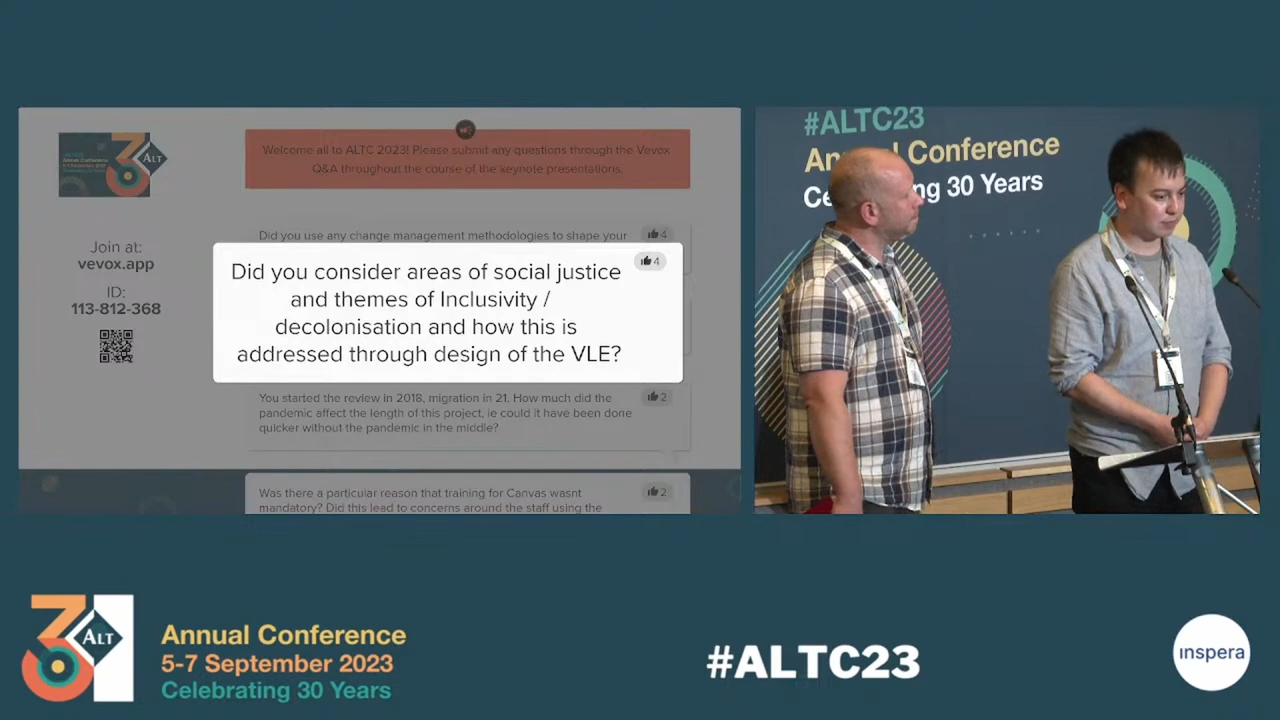 ALT
Annual Conference
Celebrating 30 Years
Join at:
vevox.app
ID:
113-812-368
Welcome all to ALTC 2023! Please submit any questions through the Vevox
Q&A throughout the course of the keynote presentations.
Did you use any change management methodologies to shape your
4
Did you consider areas of social justice
and themes of Inclusivity /
decolonisation and how this is
addressed through design of the VLE?
4
You started the review in 2018, migration in 21. How much did the
pandemic affect the length of this project, ie could it have been done
quicker without the pandemic in the middle?
2
Was there a particular reason that training for Canvas wasnt
mandatory? Did this lead to concerns around the staff using the
2
#ALTC23
An Conference
Ce ng 30 Years
ALT
Annual Conference
5-7 September 2023
Celebrating 30 Years
#ALTC23
inspera